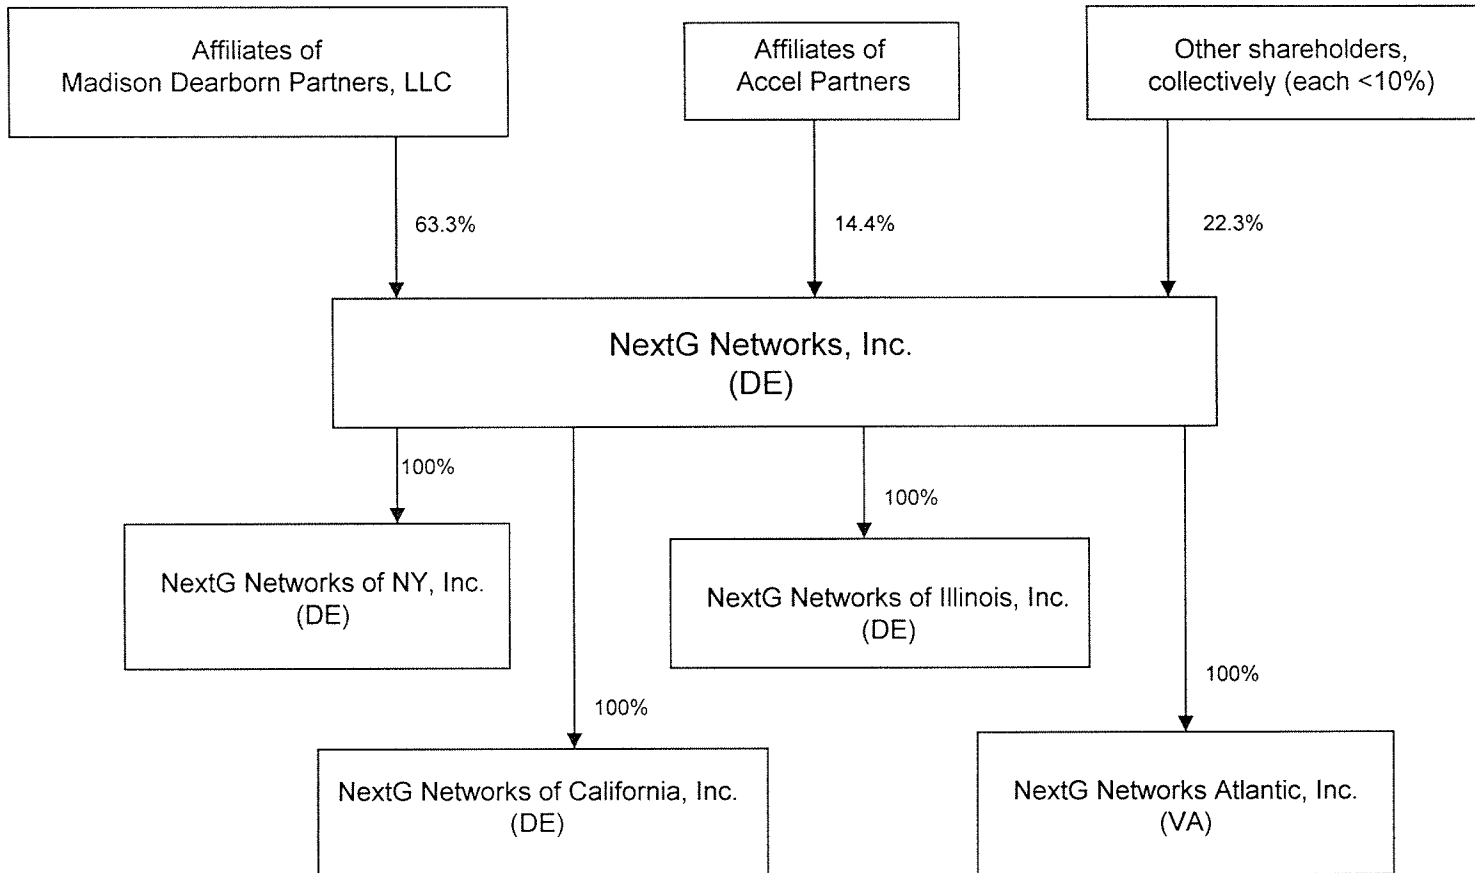 Affiliates of
Madison Dearborn Partners, LLC
Affiliates of
Accel Partners
Other shareholders,
collectively (each <10%)
63.3%
14.4%
22.3%
NextG Networks, Inc.
(DE)
100%
100%
NextG Networks of NY, Inc.
(DE)
NextG Networks of Illinois, Inc.
(DE)
100%
100%
NextG Networks of California, Inc.
(DE)
NextG Networks Atlantic, Inc.
(VA)